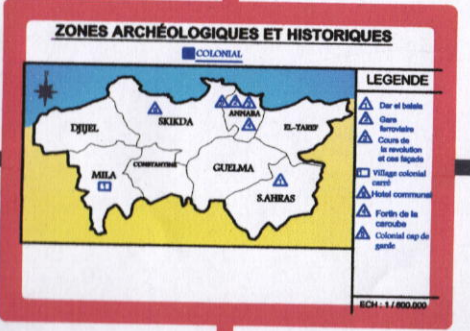 ZONES ARCHÉOLOGIQUES ET HISTORIQUES
COLONIAL
DJIJEL
SKIKDA
ANNABA
EL-TAREF
CONSTANTINE
MILA
GUELMA
S.AHRAS
LEGENDE
Dar el baleis
Gare
ferroviaire
Cours de
la revolution
et ces façade
Village colonial
carré
Hotel communal
Fortin de la
caroube
Colonial cap de
garde
ECH : 1 / 800.000